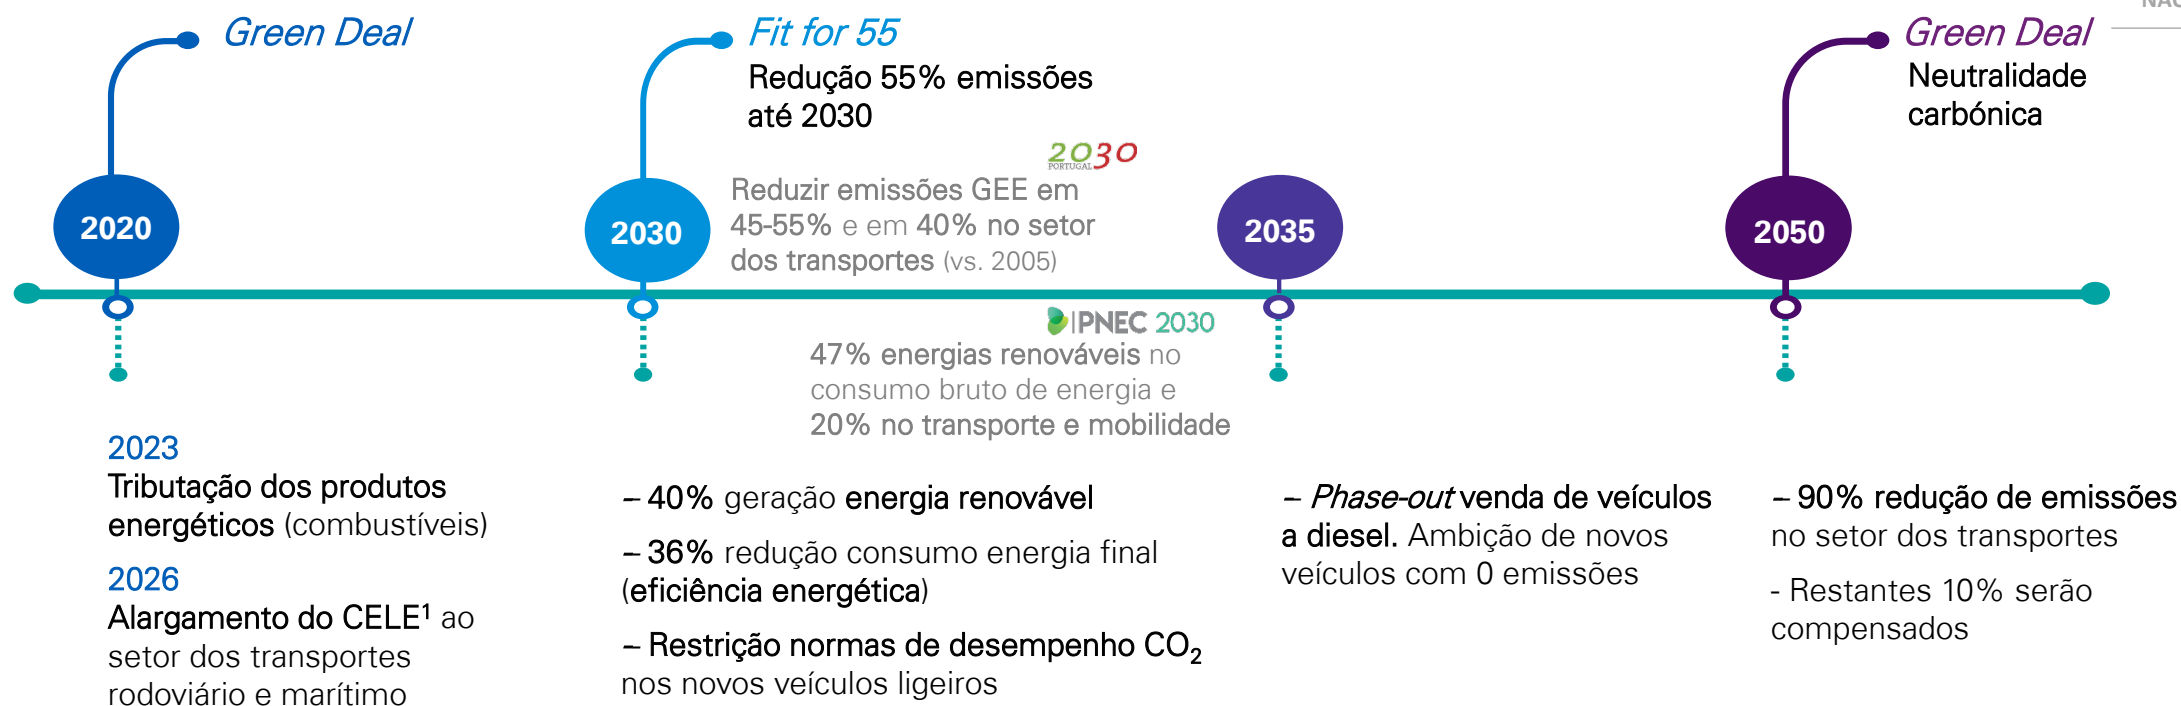 Green Deal
2020
2023
Tributação dos produtos
energéticos (combustíveis)
2026
Alargamento do CELE¹ ao
setor dos transportes
rodoviário e marítimo
Fit for 55
Redução 55% emissões
até 2030
2030
PORTUGAL
Reduzir emissões GEE em
45-55% e em 40% no setor
dos transportes (vs. 2005)
2030
PNEC 2030
47% energias renováveis no
consumo bruto de energia e
20% no transporte e mobilidade
– 40% geração energia renovável
– 36% redução consumo energia final
(eficiência energética)
– Restrição normas de desempenho CO₂
nos novos veículos ligeiros
2035
– Phase-out venda de veículos
a diesel. Ambição de novos
veículos com 0 emissões
Green Deal
Neutralidade
carbónica
2050
– 90% redução de emissões
no setor dos transportes
- Restantes 10% serão
compensados